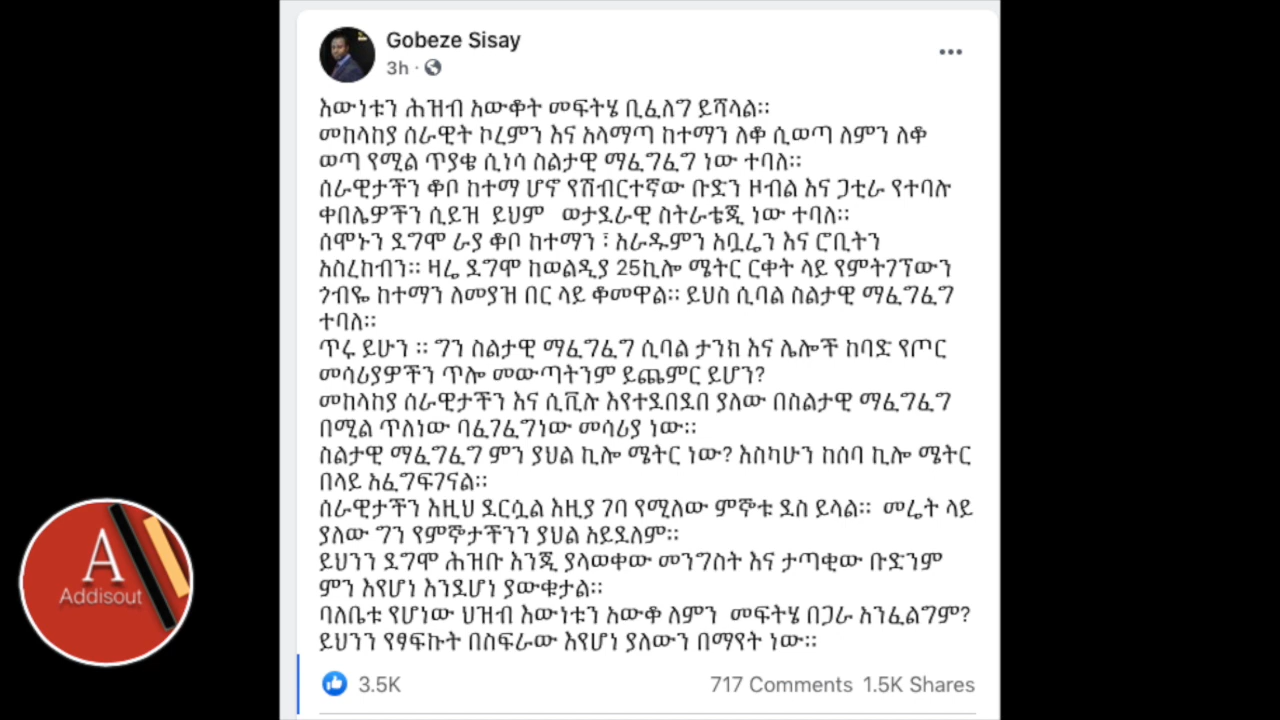 Gobeze Sisay
3h ·
እውነቱን ሕዝብ አውቆት መፍትሄ ቢፈለግ ይሻላል፡፡
መከላከያ ሰራዊት ኮረምን እና አላማጣ ከተማን ለቆ ሲወጣ ለምን ለቆ
ወጣ የሚል ጥያቄ ሲነሳ ስልታዊ ማፈግፈግ ነው ተባለ፡፡
ሰራዊታችን ቆቦ ከተማ ሆኖ የሽብርተኛው ቡድን ዞብል እና ጋቲራ የተባሉ
ቀበሌዎችን ሲይዝ ይህም ወታደራዊ ስትራቴጂ ነው ተባለ፡፡
ሰሞኑን ደግሞ ራያ ቆቦ ከተማን ፣ አራዱምን አቧሬን እና ሮቢትን
አስረከብን፡፡ ዛሬ ደግሞ ከወልዲያ 25ኪሎ ሜትር ርቀት ላይ የምትገኘውን
ጎብዬ ከተማን ለመያዝ በር ላይ ቆመዋል፡፡ ይህስ ሲባል ስልታዊ ማፈግፈግ
ተባለ፡፡
ጥሩ ይሁን ፡፡ ግን ስልታዊ ማፈግፈግ ሲባል ታንክ እና ሌሎች ከባድ የጦር
መሳሪያዎችን ጥሎ መውጣትንም ይጨምር ይሆን?
መከላከያ ሰራዊታችን እና ሲቪሉ እየተደበደበ ያለው በስልታዊ ማፈግፈግ
በሚል ጥለነው ባፈገፈግነው መሳሪያ ነው፡፡
ስልታዊ ማፈግፈግ ምን ያህል ኪሎ ሜትር ነው? እስካሁን ከሰባ ኪሎ ሜትር
በላይ አፈግፍገናል፡፡
ሰራዊታችን እዚህ ደርሷል እዚያ ገባ የሚለው ምኞቱ ደስ ይላል፡፡ መሬት ላይ
ያለው ግን የምኞታችንን ያህል አይደለም፡፡
ይህንን ደግሞ ሕዝቡ እንጂ ያላወቀው መንግስት እና ታጣቂው ቡድንም
ምን እየሆነ እንደሆነ ያውቁታል፡፡
ባለቤቱ የሆነው ህዝብ እውነቱን አውቆ ለምን መፍትሄ በጋራ አንፈልግም?
ይህንን የፃፍኩት በስፍራው እየሆነ ያለውን በማየት ነው፡፡
3.5K 717 Comments 1.5K Shares
A
Addisout